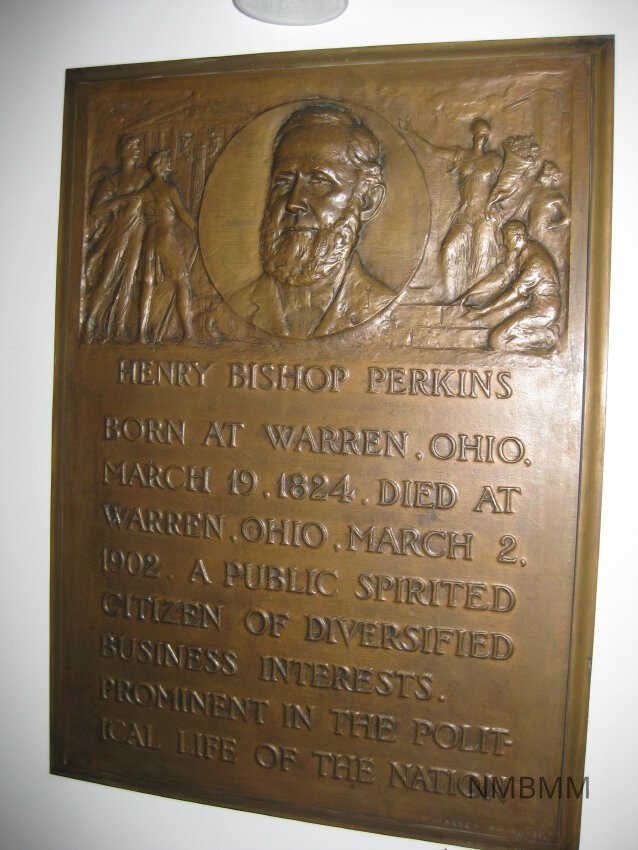 HENRY BISHOP PERKINS
BORN AT WARREN, OHIO,
MARCH 19, 1824. DIED AT
WARREN, OHIO, MARCH 2,
1902. A PUBLIC SPIRITED
CITIZEN OF DIVERSIFIED
BUSINESS INTERESTS.
PROMINENT IN THE POLIT-
ICAL LIFE OF THE NATION
NMBMM